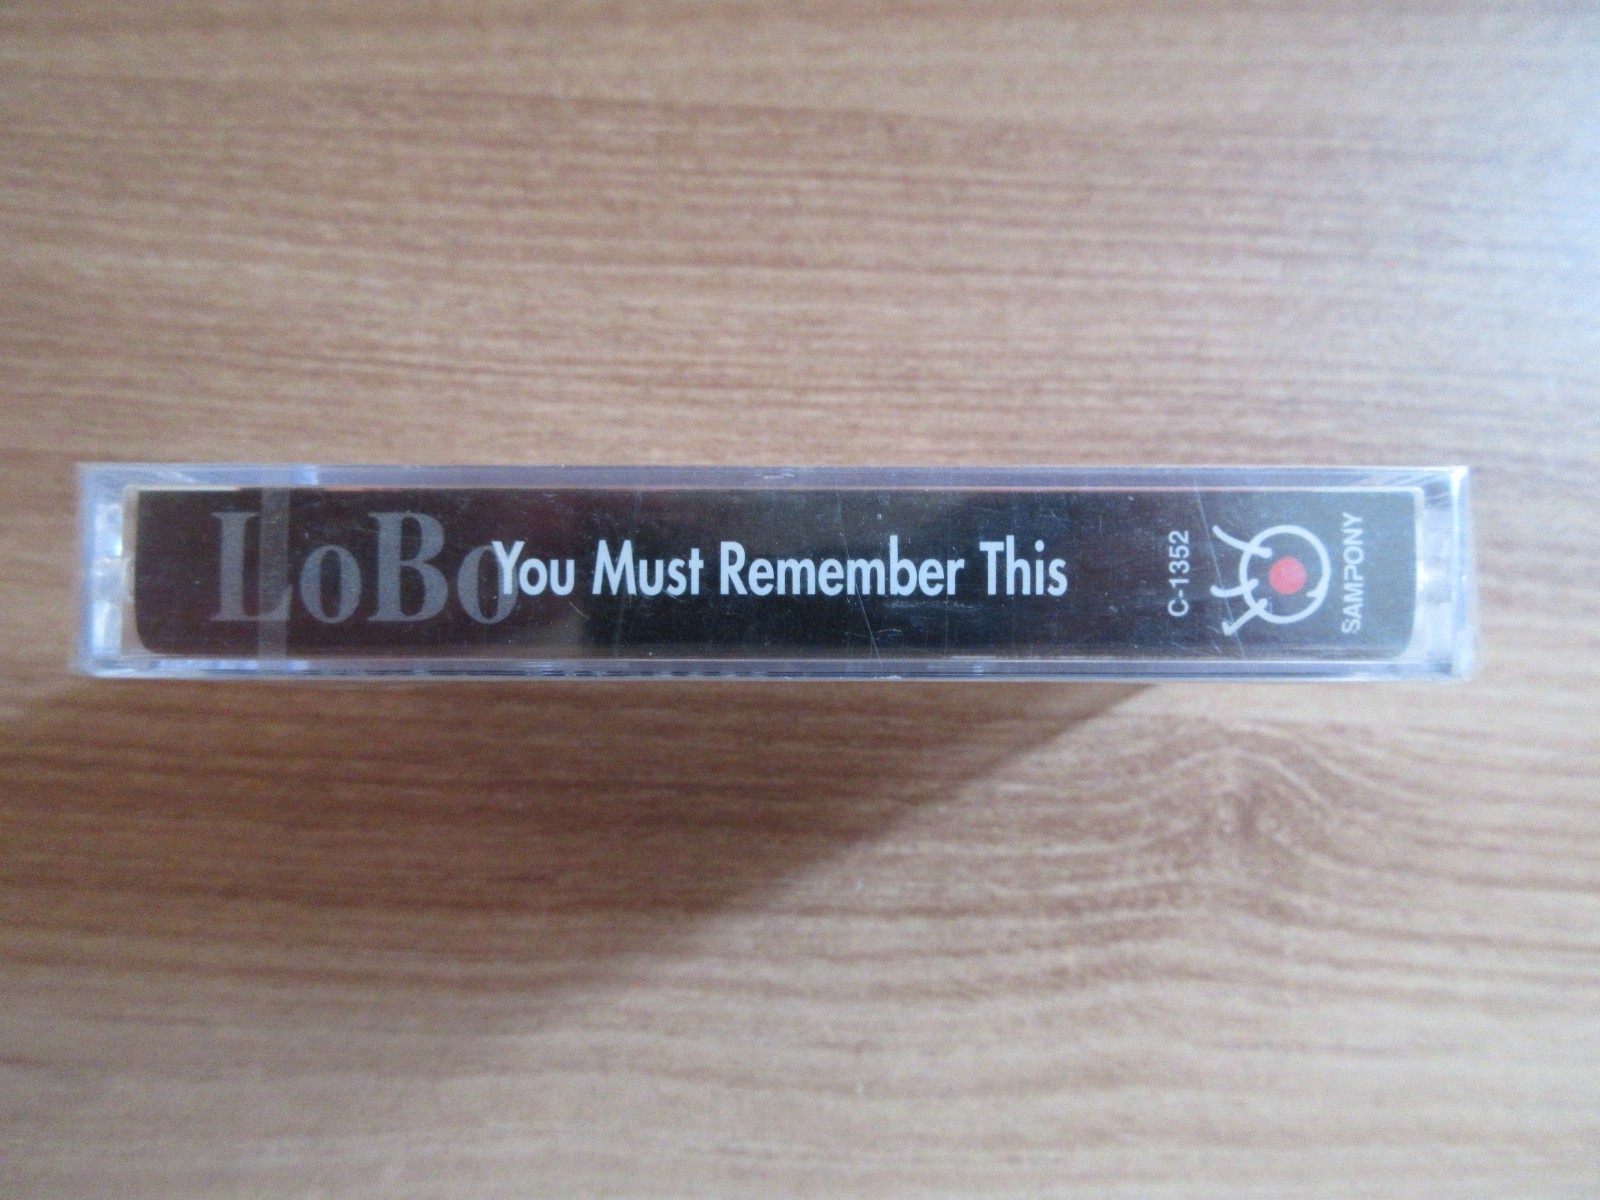 LoBo
You Must Remember This
C-1352
SAMPONY